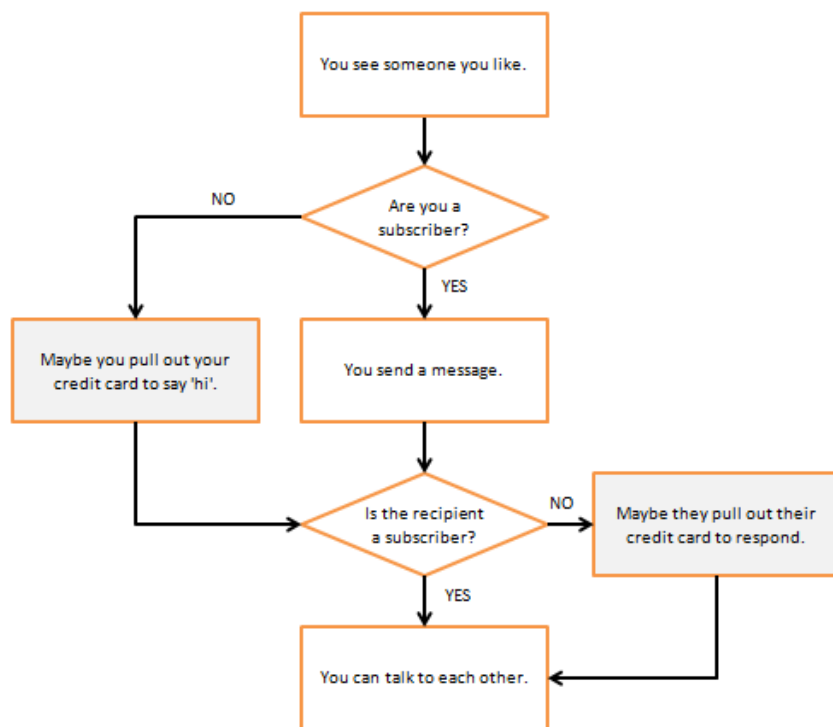 You see someone you like.
NO
Are you a
subscriber?
YES
Maybe you pull out your
credit card to say 'hi'.
You send a message.
Is the recipient
a subscriber?
NO
Maybe they pull out their
credit card to respond.
YES
You can talk to each other.